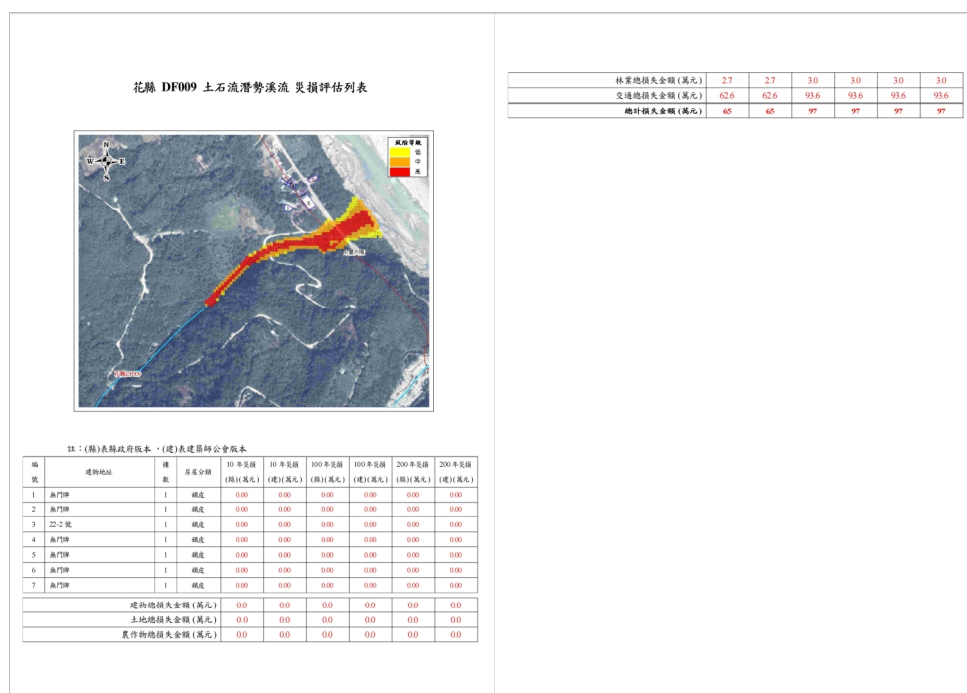 花縣 DF009 土石流潛勢溪流 災損評估列表
N
W E
S
風險等級
低
中
高
註：(縣)表縣政府版本，(建)表建築師公會版本
編號 建物地址 樓數 房屋分類 10 年災損(縣)(萬元) 10 年災損(建)(萬元) 100 年災損(縣)(萬元) 100 年災損(建)(萬元) 200 年災損(縣)(萬元) 200 年災損(建)(萬元)
1 無門牌 1 鐵皮 0.00 0.00 0.00 0.00 0.00 0.00
2 無門牌 1 鐵皮 0.00 0.00 0.00 0.00 0.00 0.00
3 22-2 號 1 鐵皮 0.00 0.00 0.00 0.00 0.00 0.00
4 無門牌 1 鐵皮 0.00 0.00 0.00 0.00 0.00 0.00
5 無門牌 1 鐵皮 0.00 0.00 0.00 0.00 0.00 0.00
6 無門牌 1 鐵皮 0.00 0.00 0.00 0.00 0.00 0.00
7 無門牌 1 鐵皮 0.00 0.00 0.00 0.00 0.00 0.00
建物總損失金額(萬元) 0.0 0.0 0.0 0.0 0.0 0.0
土地總損失金額(萬元) 0.0 0.0 0.0 0.0 0.0 0.0
農作物總損失金額(萬元) 0.0 0.0 0.0 0.0 0.0 0.0
林業總損失金額(萬元) 2.7 2.7 3.0 3.0 3.0 3.0
交通總損失金額(萬元) 62.6 62.6 93.6 93.6 93.6 93.6
總計損失金額(萬元) 65 65 97 97 97 97